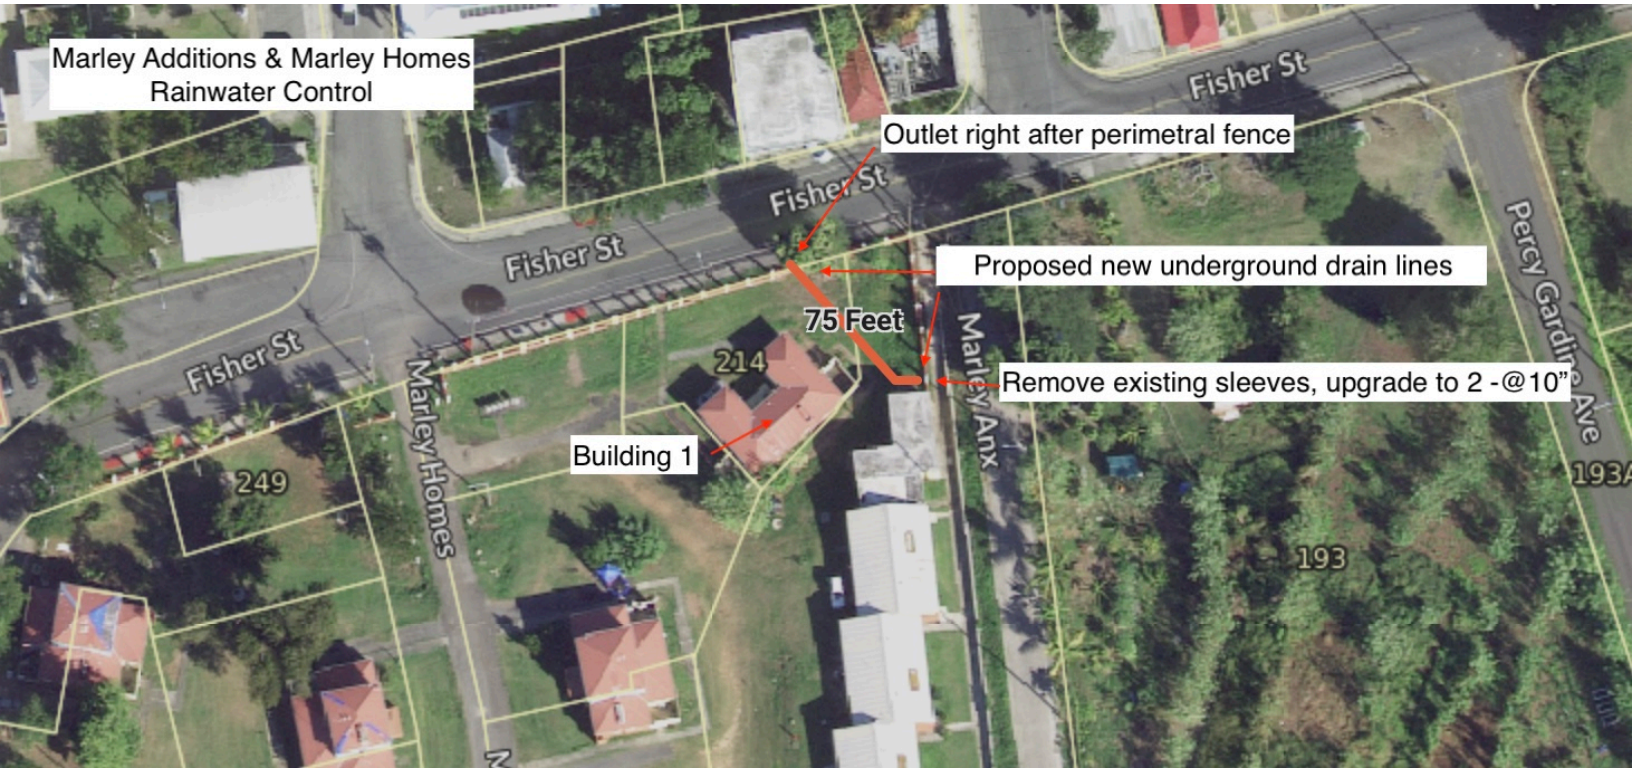 Marley Additions & Marley Homes
Rainwater Control
Fisher St
Outlet right after perimetral fence
Fisher St
Fisher St
Proposed new underground drain lines
75 Feet
Fisher St
214
Marley Anx
Percy Gardine Ave
Remove existing sleeves, upgrade to 2 -@10”
Marley Homes
Building 1
249
193A
193
M